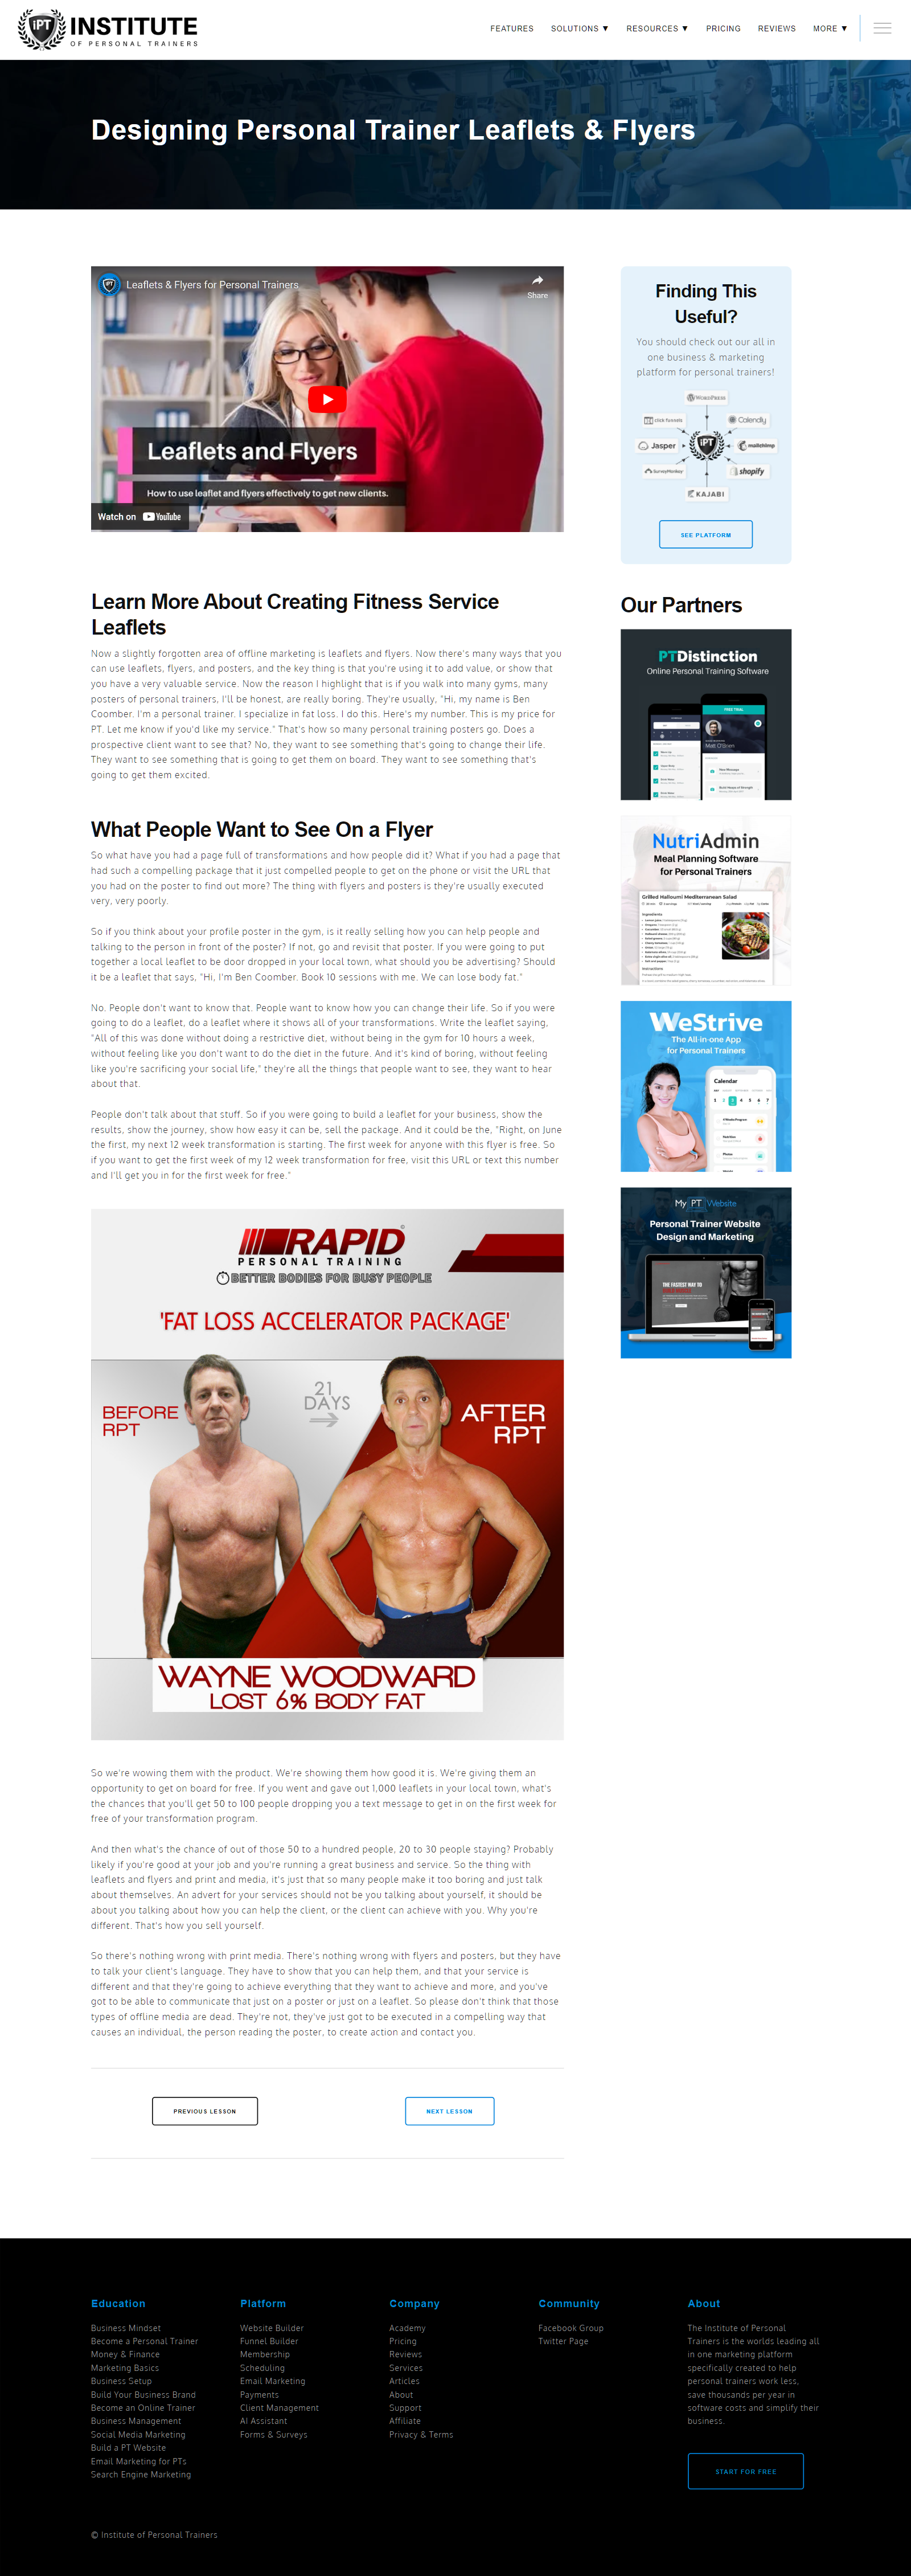 iPT
INSTITUTE
OF PERSONAL TRAINERS
FEATURES
SOLUTIONS ▼
RESOURCES ▼
PRICING
REVIEWS
MORE ▼
Designing Personal Trainer Leaflets & Flyers
Leaflets & Flyers for Personal Trainers
Share
Leaflets and Flyers
How to use leaflet and flyers effectively to get new clients.
Watch on YouTube
Learn More About Creating Fitness Service
Leaflets
Now a slightly forgotten area of offline marketing is leaflets and flyers. Now there's many ways that you
can use leaflets, flyers, and posters, and the key thing is that you're using it to add value, or show that
you have a very valuable service. Now the reason I highlight that is if you walk into many gyms, many
posters of personal trainers, I'll be honest, are really boring. They're usually, "Hi, my name is Ben
Coomber. I'm a personal trainer. I specialize in fat loss. I do this. Here's my number. This is my price for
PT. Let me know if you'd like my service." That's how so many personal training posters go. Does a
prospective client want to see that? No, they want to see something that's going to change their life.
They want to see something that is going to get them on board. They want to see something that's
going to get them excited.
What People Want to See On a Flyer
So what have you had a page full of transformations and how people did it? What if you had a page that
had such a compelling package that it just compelled people to get on the phone or visit the URL that
you had on the poster to find out more? The thing with flyers and posters is they're usually executed
very, very poorly.
So if you think about your profile poster in the gym, is it really selling how you can help people and
talking to the person in front of the poster? If not, go and revisit that poster. If you were going to put
together a local leaflet to be door dropped in your local town, what should you be advertising? Should
it be a leaflet that says, "Hi, I'm Ben Coomber. Book 10 sessions with me. We can lose body fat."
No. People don't want to know that. People want to know how you can change their life. So if you were
going to do a leaflet, do a leaflet where it shows all of your transformations. Write the leaflet saying,
"All of this was done without doing a restrictive diet, without being in the gym for 10 hours a week,
without feeling like you don't want to do the diet in the future. And it's kind of boring, without feeling
like you're sacrificing your social life," they're all the things that people want to see, they want to hear
about that.
People don't talk about that stuff. So if you were going to build a leaflet for your business, show the
results, show the journey, show how easy it can be, sell the package. And it could be the, "Right, on June
the first, my next 12 week transformation is starting. The first week for anyone with this flyer is free. So
if you want to get the first week of my 12 week transformation for free, visit this URL or text this number
and I'll get you in for the first week for free."
RAPID
PERSONAL TRAINING
BETTER BODIES FOR BUSY PEOPLE
'FAT LOSS ACCELERATOR PACKAGE'
BEFORE
RPT
21
DAYS
AFTER
RPT
WAYNE WOODWARD
LOST 6% BODY FAT
So we're wowing them with the product. We're showing them how good it is. We're giving them an
opportunity to get on board for free. If you went and gave out 1,000 leaflets in your local town, what's
the chances that you'll get 50 to 100 people dropping you a text message to get in on the first week for
free of your transformation program.
And then what's the chance of out of those 50 to a hundred people, 20 to 30 people staying? Probably
likely if you're good at your job and you're running a great business and service. So the thing with
leaflets and flyers and print and media, it's just that so many people make it too boring and just talk
about themselves. An advert for your services should not be you talking about yourself, it should be
about you talking about how you can help the client, or the client can achieve with you. Why you're
different. That's how you sell yourself.
So there's nothing wrong with print media. There's nothing wrong with flyers and posters, but they have
to talk your client's language. They have to show that you can help them, and that your service is
different and that they're going to achieve everything that they want to achieve and more, and you've
got to be able to communicate that just on a poster or just on a leaflet. So please don't think that those
types of offline media are dead. They're not, they've just got to be executed in a compelling way that
causes an individual, the person reading the poster, to create action and contact you.
PREVIOUS LESSON
NEXT LESSON
Finding This
Useful?
You should check out our all in
one business & marketing
platform for personal trainers!
WORDPRESS
click funnels
Calendly
Jasper
iPT
mailchimp
SurveyMonkey
shopify
KAJABI
SEE PLATFORM
Our Partners
PTDistinction
Online Personal Training Software
FREE TRIAL
NutriAdmin
Meal Planning Software
for Personal Trainers
Grilled Halloumi Mediterranean Salad
Ingredients
Instructions
WeStrive
The All-in-one App
for Personal Trainers
Calendar
My PT Website
Personal Trainer Website
Design and Marketing
THE FASTEST WAY TO
Education
Business Mindset
Become a Personal Trainer
Money & Finance
Marketing Basics
Business Setup
Build Your Business Brand
Become an Online Trainer
Business Management
Social Media Marketing
Build a PT Website
Email Marketing for PTs
Search Engine Marketing
Platform
Website Builder
Funnel Builder
Membership
Scheduling
Email Marketing
Payments
Client Management
AI Assistant
Forms & Surveys
Company
Academy
Pricing
Reviews
Services
Articles
About
Support
Affiliate
Privacy & Terms
Community
Facebook Group
Twitter Page
About
The Institute of Personal
Trainers is the worlds leading all
in one marketing platform
specifically created to help
personal trainers work less,
save thousands per year in
software costs and simplify their
business.
START FOR FREE
© Institute of Personal Trainers